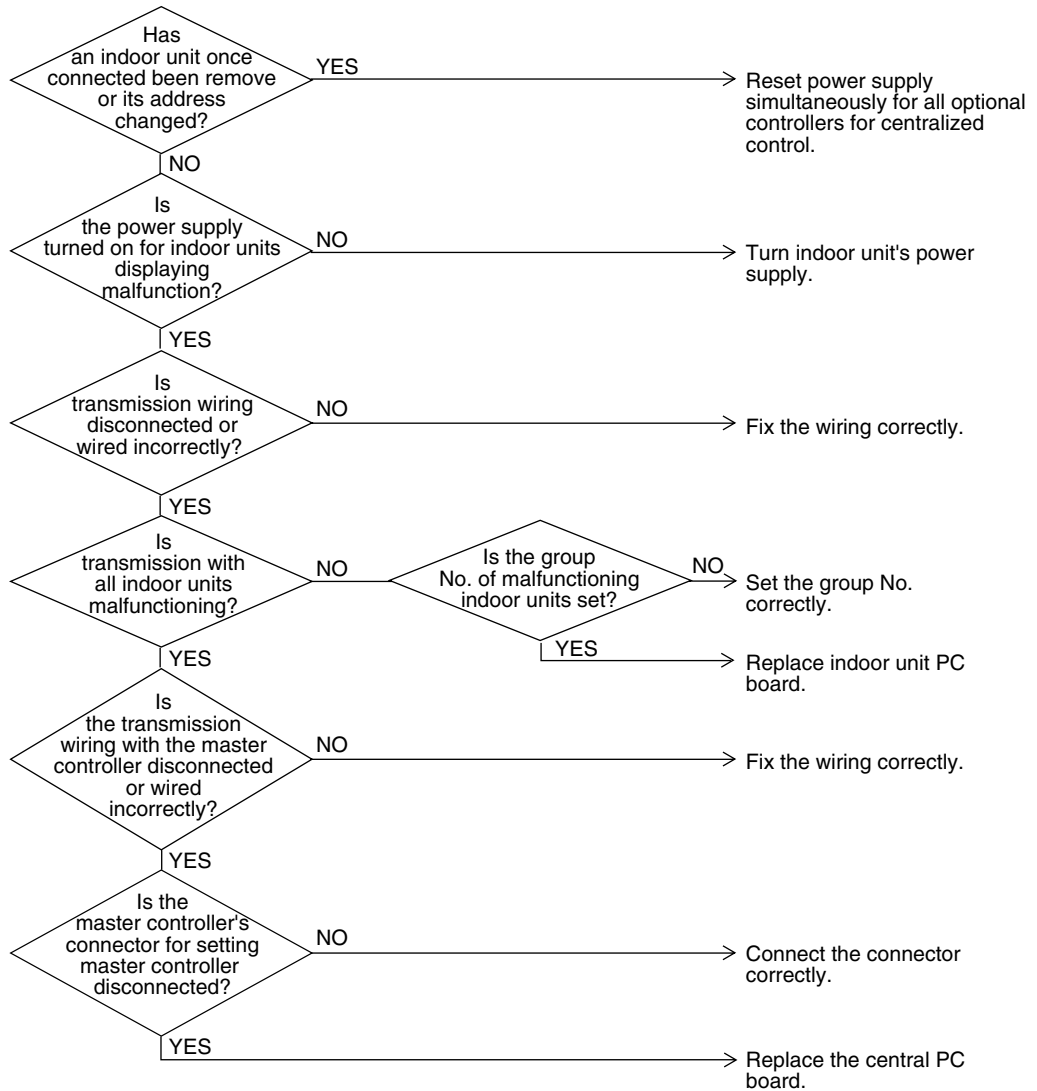 Has
an indoor unit once
connected been remove
or its address
changed?
YES
Reset power supply
simultaneously for all optional
controllers for centralized
control.
NO
Is
the power supply
turned on for indoor units
displaying
malfunction?
NO
Turn indoor unit's power
supply.
YES
Is
transmission wiring
disconnected or
wired incorrectly?
NO
Fix the wiring correctly.
YES
Is
transmission with
all indoor units
malfunctioning?
NO
Is the group
No. of malfunctioning
indoor units set?
NO
Set the group No.
correctly.
YES
Replace indoor unit PC
board.
YES
Is
the transmission
wiring with the master
controller disconnected
or wired
incorrectly?
NO
Fix the wiring correctly.
YES
Is the
master controller's
connector for setting
master controller
disconnected?
NO
Connect the connector
correctly.
YES
Replace the central PC
board.